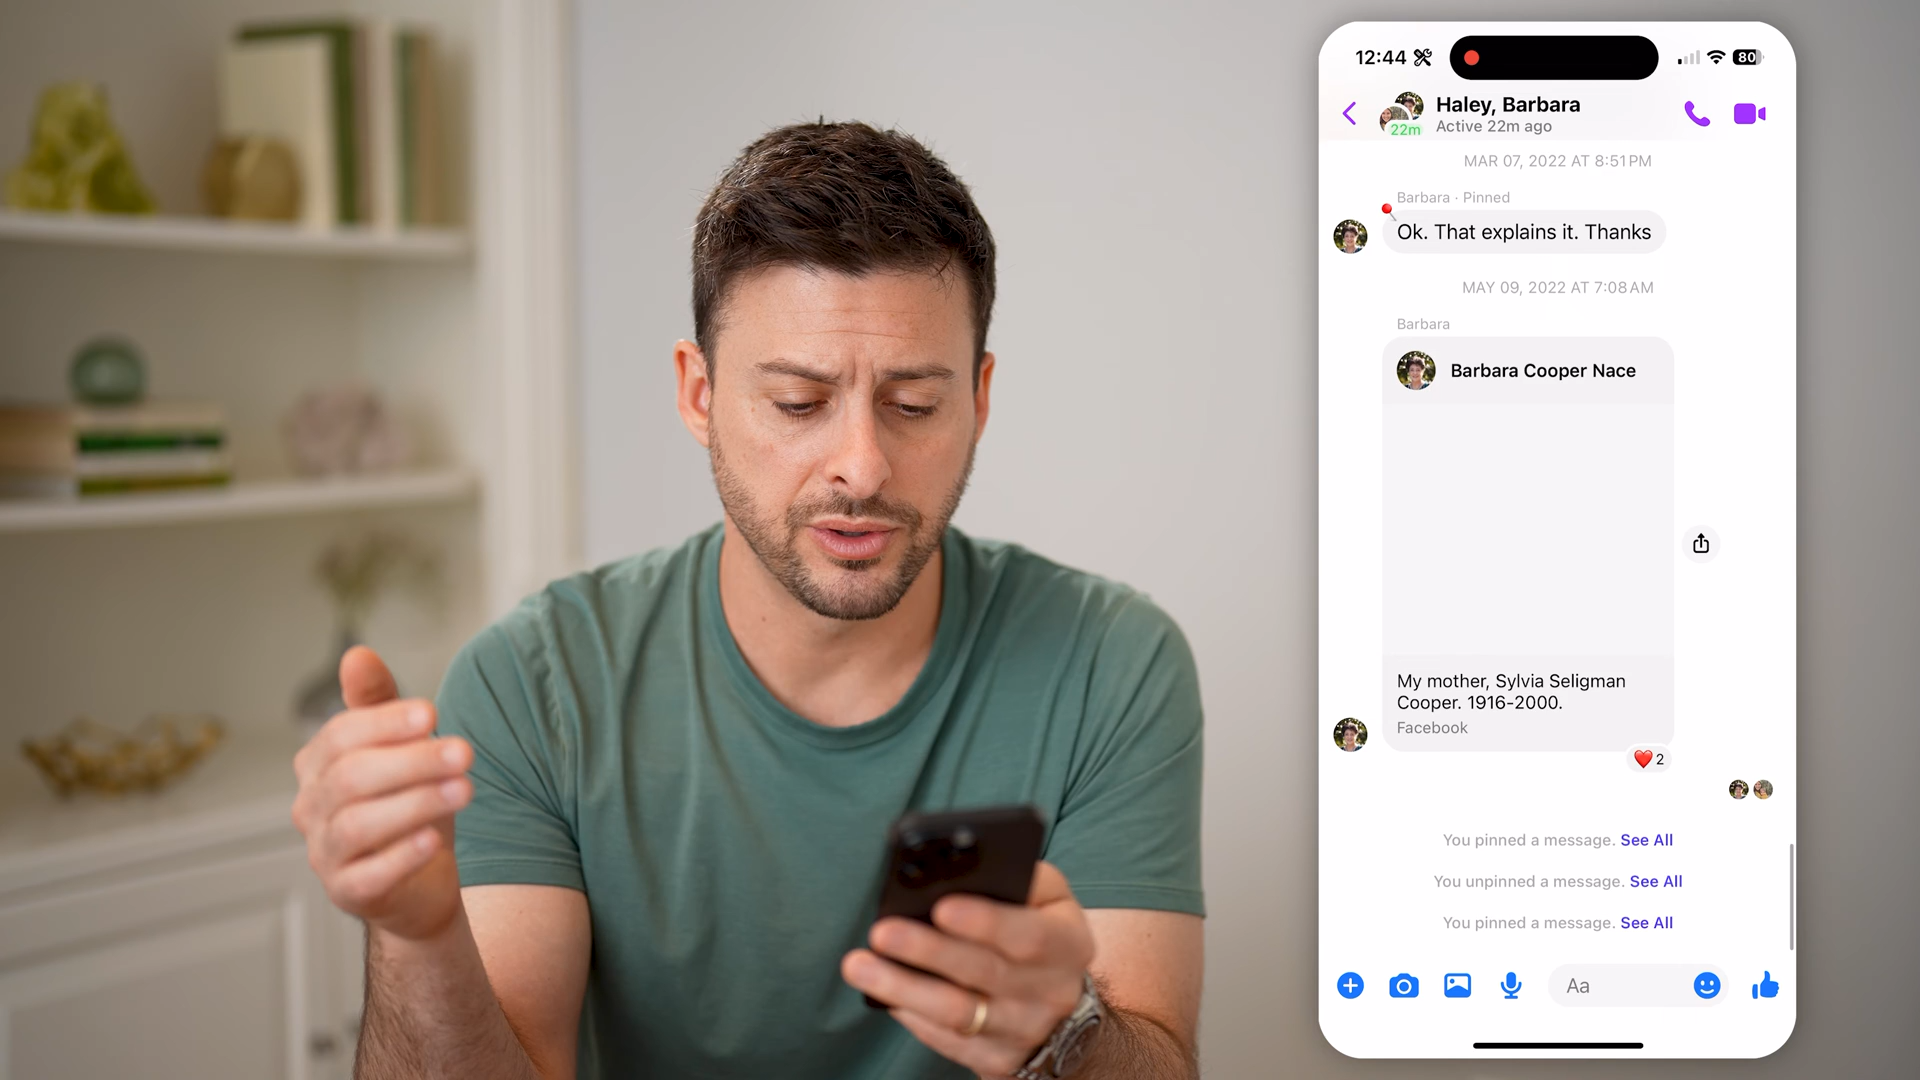 12:44
80
Haley, Barbara
22m
Active 22m ago
MAR 07, 2022 AT 8:51 PM
Barbara · Pinned
Ok. That explains it. Thanks
MAY 09, 2022 AT 7:08 AM
Barbara
Barbara Cooper Nace
My mother, Sylvia Seligman
Cooper. 1916-2000.
Facebook
2
You pinned a message. See All
You unpinned a message. See All
You pinned a message. See All
Aa